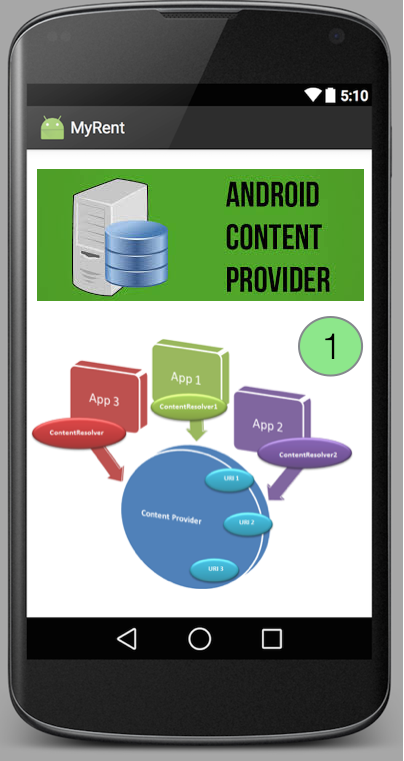 5:10
MyRent
ANDROID
CONTENT
PROVIDER
1
App 1
App 3
ContentResolver1
App 2
ContentResolver
ContentResolver2
URI 1
Content Provider
URI 2
URI 3